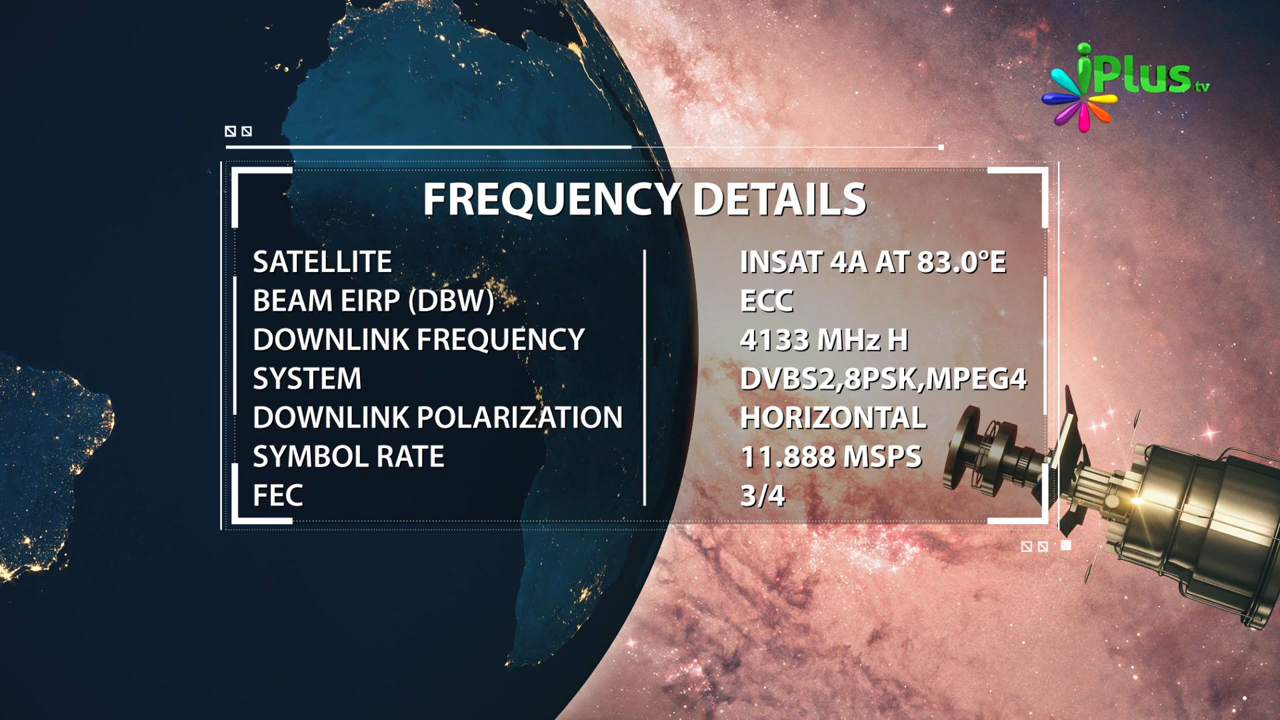 iPlus tv
FREQUENCY DETAILS
SATELLITE INSAT 4A AT 83.0°E
BEAM EIRP (DBW) ECC
DOWNLINK FREQUENCY 4133 MHz H
SYSTEM DVBS2,8PSK,MPEG4
DOWNLINK POLARIZATION HORIZONTAL
SYMBOL RATE 11.888 MSPS
FEC 3/4